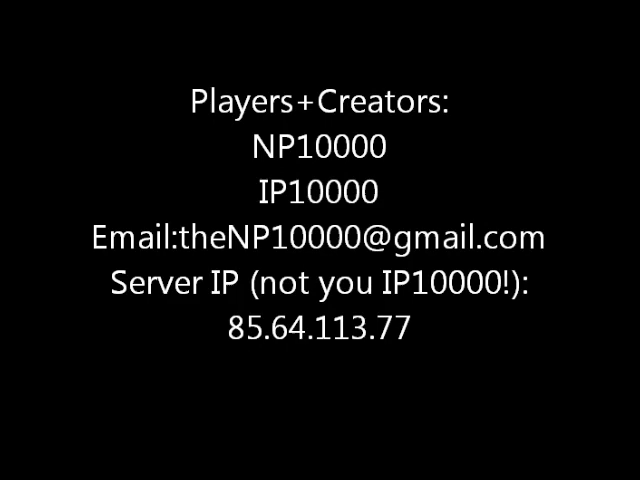 Players+Creators:
NP10000
IP10000
Email:theNP10000@gmail.com
Server IP (not you IP10000!):
85.64.113.77